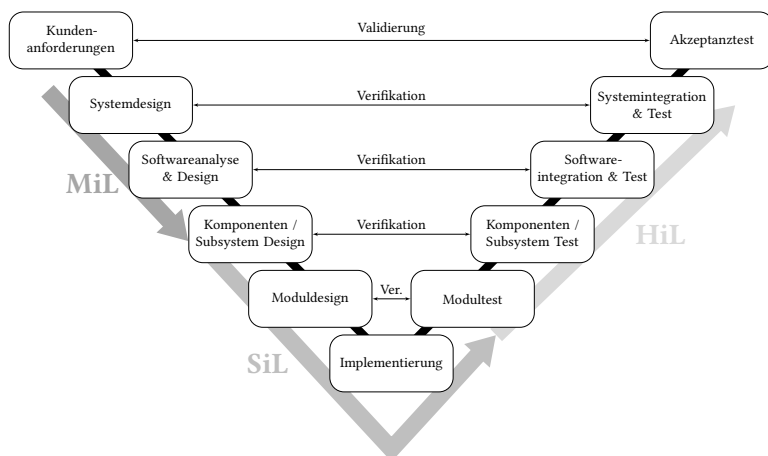 Kunden-
anforderungen
Validierung
Akzeptanztest
Systemdesign
Verifikation
Systemintegration
& Test
Softwareanalyse
& Design
Verifikation
Software-
integration & Test
MiL
Komponenten /
Subsystem Design
Verifikation
Komponenten /
Subsystem Test
HiL
Moduldesign
Ver.
Modultest
SiL
Implementierung